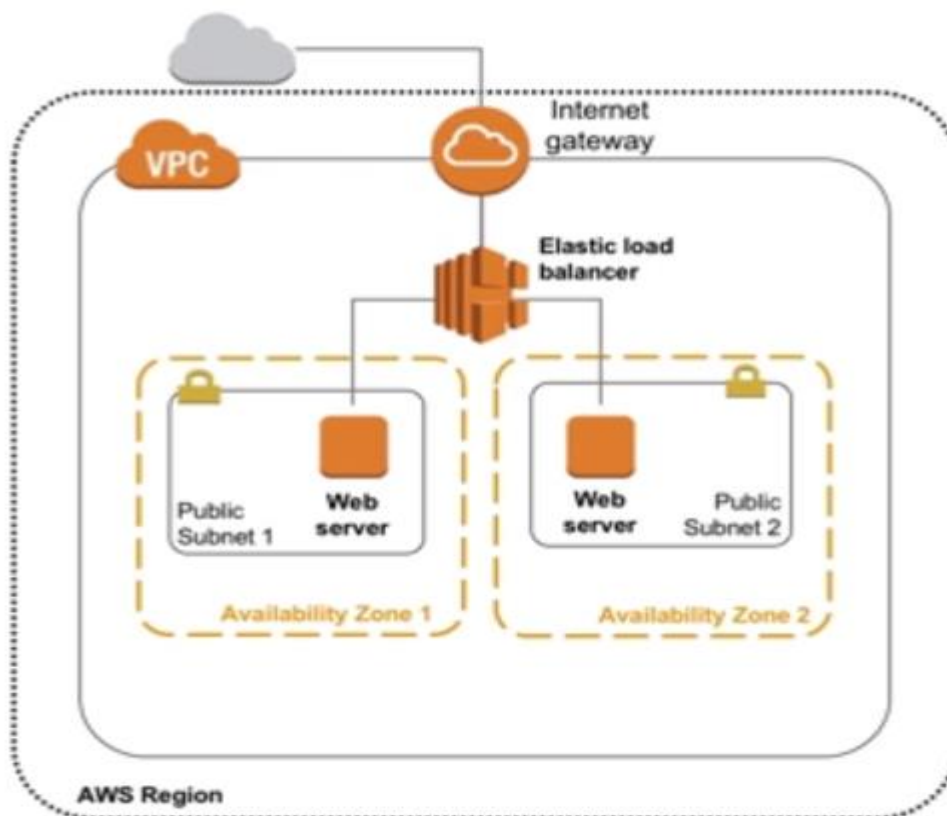 Internet
gateway
VPC
Elastic load
balancer
Web
server
Public
Subnet 1
Availability Zone 1
Web
server
Public
Subnet 2
Availability Zone 2
AWS Region